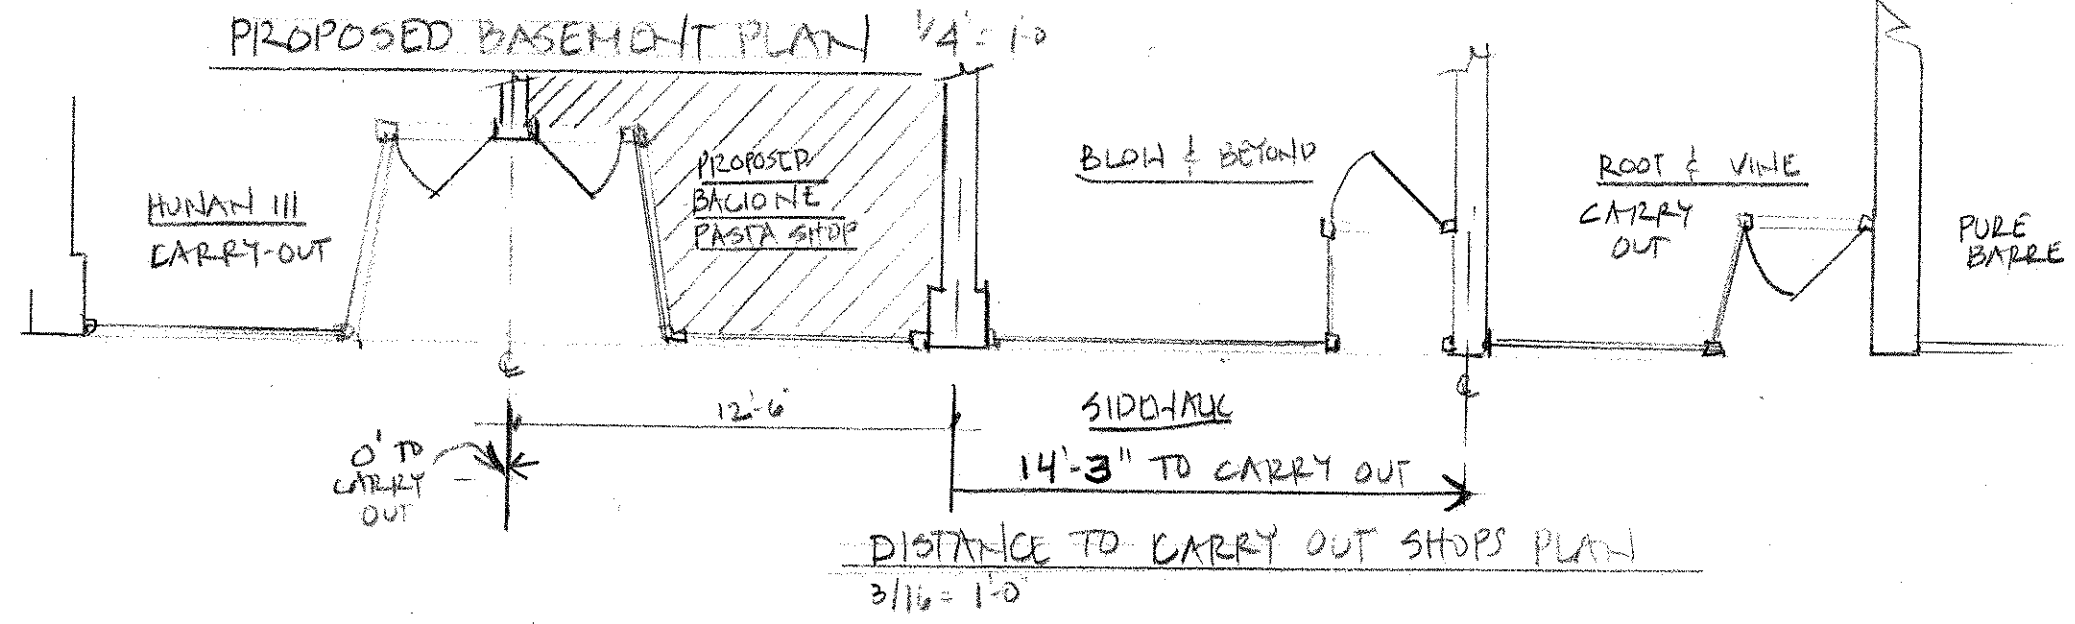 PROPOSED BASEMENT PLAN 1/4" = 1'-0
HUNAN III
CARRY-OUT
PROPOSED
BACIONE
PASTA SHOP
BLOW & BEYOND
ROOT & VINE
CARRY
OUT
PURE
BARRE
℄
℄
12'-6"
0' TO
CARRY
OUT
SIDEWALK
14'-3" TO CARRY OUT
DISTANCE TO CARRY OUT SHOPS PLAN
3/16 = 1'-0"